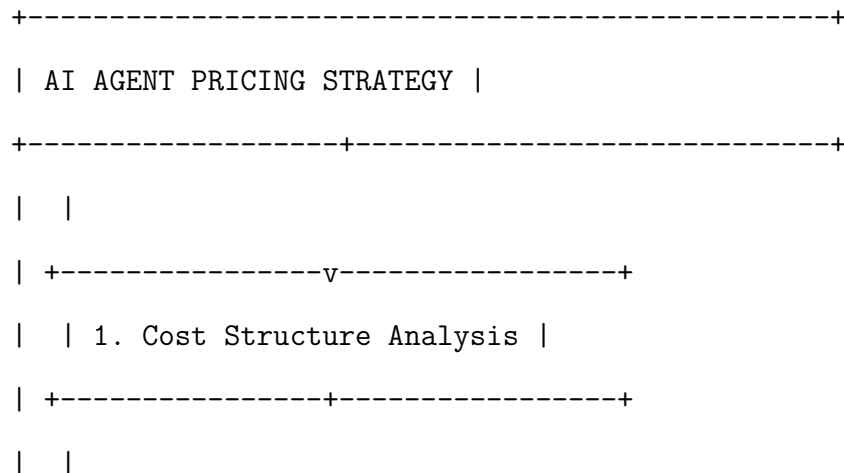 +-------------------------------------------------+
| AI AGENT PRICING STRATEGY |
+-------------------+-----------------------------+
| |
| +----------------v-----------------+
| | 1. Cost Structure Analysis |
| +----------------+-----------------+
| |